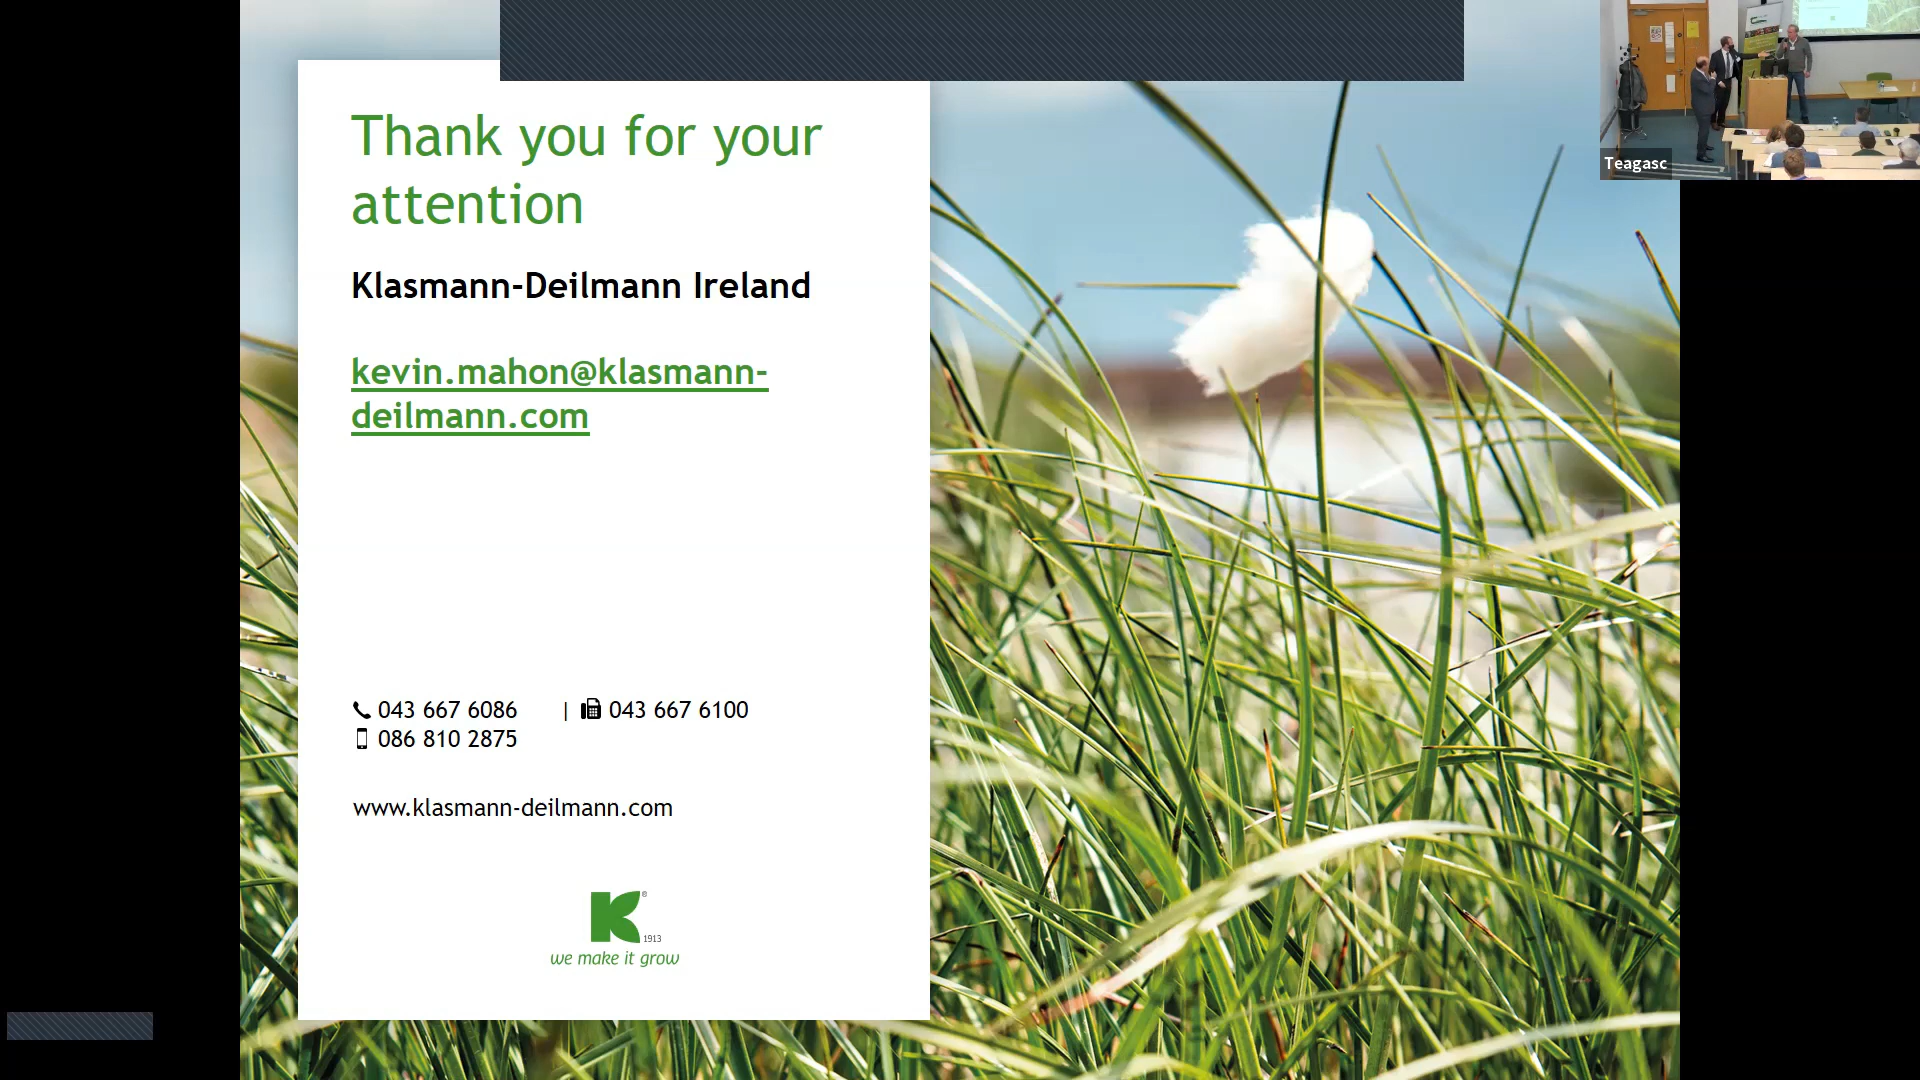 Thank you for your
attention
Klasmann-Deilmann Ireland
kevin.mahon@klasmann-
deilmann.com
043 667 6086 | 043 667 6100
086 810 2875
www.klasmann-deilmann.com
®
1913
we make it grow
Teagasc